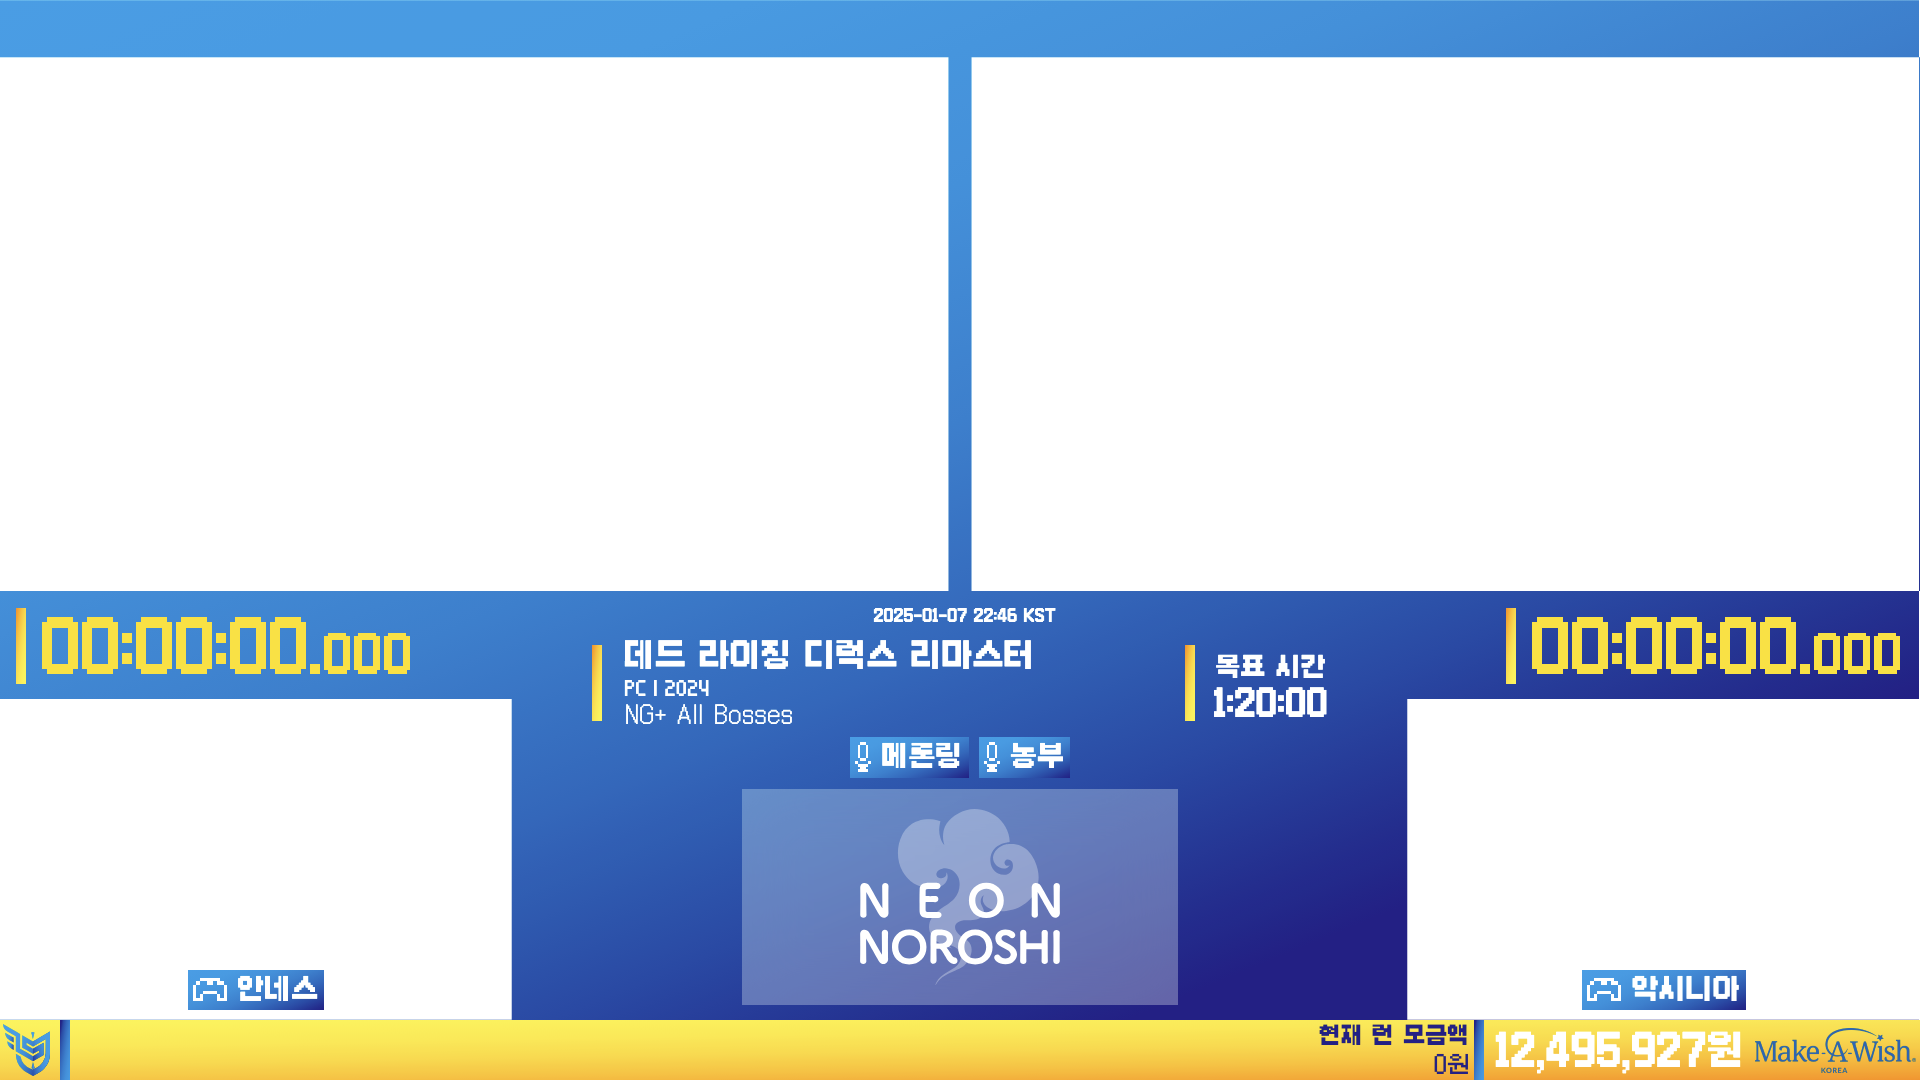 00:00:00.000
2025-01-07 22:46 KST
데드 라이징 디럭스 리마스터
PC | 2024
NG+ All Bosses
목표 시간
1:20:00
00:00:00.000
메론링
농부
NEON
NOROSHI
안네스
악시니아
현재 런 모금액
0원
12,495,927원
Make-A-Wish.
KOREA